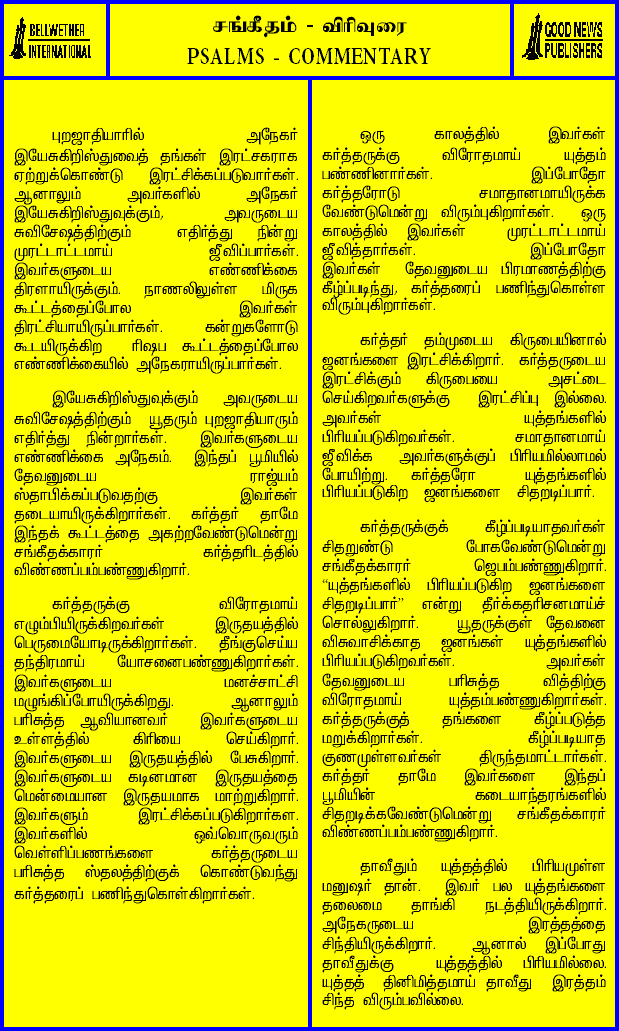 BELLWETHER
INTERNATIONAL
சங்கீதம் - விரிவுரை
PSALMS - COMMENTARY
GOOD NEWS
PUBLISHERS
புறஜாதியாரில் அநேகர்
இயேசுகிறிஸ்துவைத் தங்கள் இரட்சகராக
ஏற்றுக்கொண்டு இரட்சிக்கப்படுவார்கள்.
ஆனாலும் அவர்களில் அநேகர்
இயேசுகிறிஸ்துவுக்கும், அவருடைய
சுவிசேஷத்திற்கும் எதிர்த்து நின்று
முரட்டாட்டமாய் ஜீவிப்பார்கள்.
இவர்களுடைய எண்ணிக்கை
திரளாயிருக்கும். நாணலிலுள்ள மிருக
கூட்டத்தைப்போல இவர்கள்
திரட்சியாயிருப்பார்கள். கன்றுகளோடு
கூடயிருக்கிற ரிஷப கூட்டத்தைப்போல
எண்ணிக்கையில் அநேகராயிருப்பார்கள்.
இயேசுகிறிஸ்துவுக்கும் அவருடைய
சுவிசேஷத்திற்கும் யூதரும் புறஜாதியாரும்
எதிர்த்து நின்றார்கள். இவர்களுடைய
எண்ணிக்கை அநேகம். இந்தப் பூமியில்
தேவனுடைய ராஜ்யம்
ஸ்தாபிக்கப்படுவதற்கு இவர்கள்
தடையாயிருக்கிறார்கள். கர்த்தர் தாமே
இந்தக் கூட்டத்தை அகற்றவேண்டுமென்று
சங்கீதக்காரர் கர்த்தரிடத்தில்
விண்ணப்பம்பண்ணுகிறார்.
கர்த்தருக்கு விரோதமாய்
எழும்பியிருக்கிறவர்கள் இருதயத்தில்
பெருமையோடிருக்கிறார்கள். தீங்குசெய்ய
தந்திரமாய் யோசனைபண்ணுகிறார்கள்.
இவர்களுடைய மனச்சாட்சி
மழுங்கிப்போயிருக்கிறது. ஆனாலும்
பரிசுத்த ஆவியானவர் இவர்களுடைய
உள்ளத்தில் கிரியை செய்கிறார்.
இவர்களுடைய இருதயத்தில் பேசுகிறார்.
இவர்களுடைய கடினமான இருதயத்தை
மென்மையான இருதயமாக மாற்றுகிறார்.
இவர்களும் இரட்சிக்கப்படுகிறார்கள.
இவர்களில் ஒவ்வொருவரும்
வெள்ளிப்பணங்களை கர்த்தருடைய
பரிசுத்த ஸ்தலத்திற்குக் கொண்டுவந்து
கர்த்தரைப் பணிந்துகொள்கிறார்கள்.
ஒரு காலத்தில் இவர்கள்
கர்த்தருக்கு விரோதமாய் யுத்தம்
பண்ணினார்கள். இப்போதோ
கர்த்தரோடு சமாதானமாயிருக்க
வேண்டுமென்று விரும்புகிறார்கள். ஒரு
காலத்தில் இவர்கள் முரட்டாட்டமாய்
ஜீவித்தார்கள். இப்போதோ
இவர்கள் தேவனுடைய பிரமாணத்திற்கு
கீழ்ப்படிந்து, கர்த்தரைப் பணிந்துகொள்ள
விரும்புகிறார்கள்.
கர்த்தர் தம்முடைய கிருபையினால்
ஜனங்களை இரட்சிக்கிறார். கர்த்தருடைய
இரட்சிக்கும் கிருபையை அசட்டை
செய்கிறவர்களுக்கு இரட்சிப்பு இல்லை.
அவர்கள் யுத்தங்களில்
பிரியப்படுகிறவர்கள். சமாதானமாய்
ஜீவிக்க அவர்களுக்குப் பிரியமில்லாமல்
போயிற்று. கர்த்தரோ யுத்தங்களில்
பிரியப்படுகிற ஜனங்களை சிதறடிப்பார்.
கர்த்தருக்குக் கீழ்ப்படியாதவர்கள்
சிதறுண்டு போகவேண்டுமென்று
சங்கீதக்காரர் ஜெபம்பண்ணுகிறார்.
“யுத்தங்களில் பிரியப்படுகிற ஜனங்களை
சிதறடிப்பார்” என்று தீர்க்கதரிசனமாய்ச்
சொல்லுகிறார். யூதருக்குள் தேவனை
விசுவாசிக்காத ஜனங்கள் யுத்தங்களில்
பிரியப்படுகிறவர்கள். அவர்கள்
தேவனுடைய பரிசுத்த வித்திற்கு
விரோதமாய் யுத்தம்பண்ணுகிறார்கள்.
கர்த்தருக்குத் தங்களை கீழ்ப்படுத்த
மறுக்கிறார்கள். கீழ்ப்படியாத
குணமுள்ளவர்கள் திருந்தமாட்டார்கள்.
கர்த்தர் தாமே இவர்களை இந்தப்
பூமியின் கடையாந்தரங்களில்
சிதறடிக்கவேண்டுமென்று சங்கீதக்காரர்
விண்ணப்பம்பண்ணுகிறார்.
தாவீதும் யுத்தத்தில் பிரியமுள்ள
மனுஷர் தான். இவர் பல யுத்தங்களை
தலைமை தாங்கி நடத்தியிருக்கிறார்.
அநேகருடைய இரத்தத்தை
சிந்தியிருக்கிறார். ஆனால் இப்போது
தாவீதுக்கு யுத்தத்தில் பிரியமில்லை.
யுத்தத் தினிமித்தமாய் தாவீது இரத்தம்
சிந்த விரும்பவில்லை.